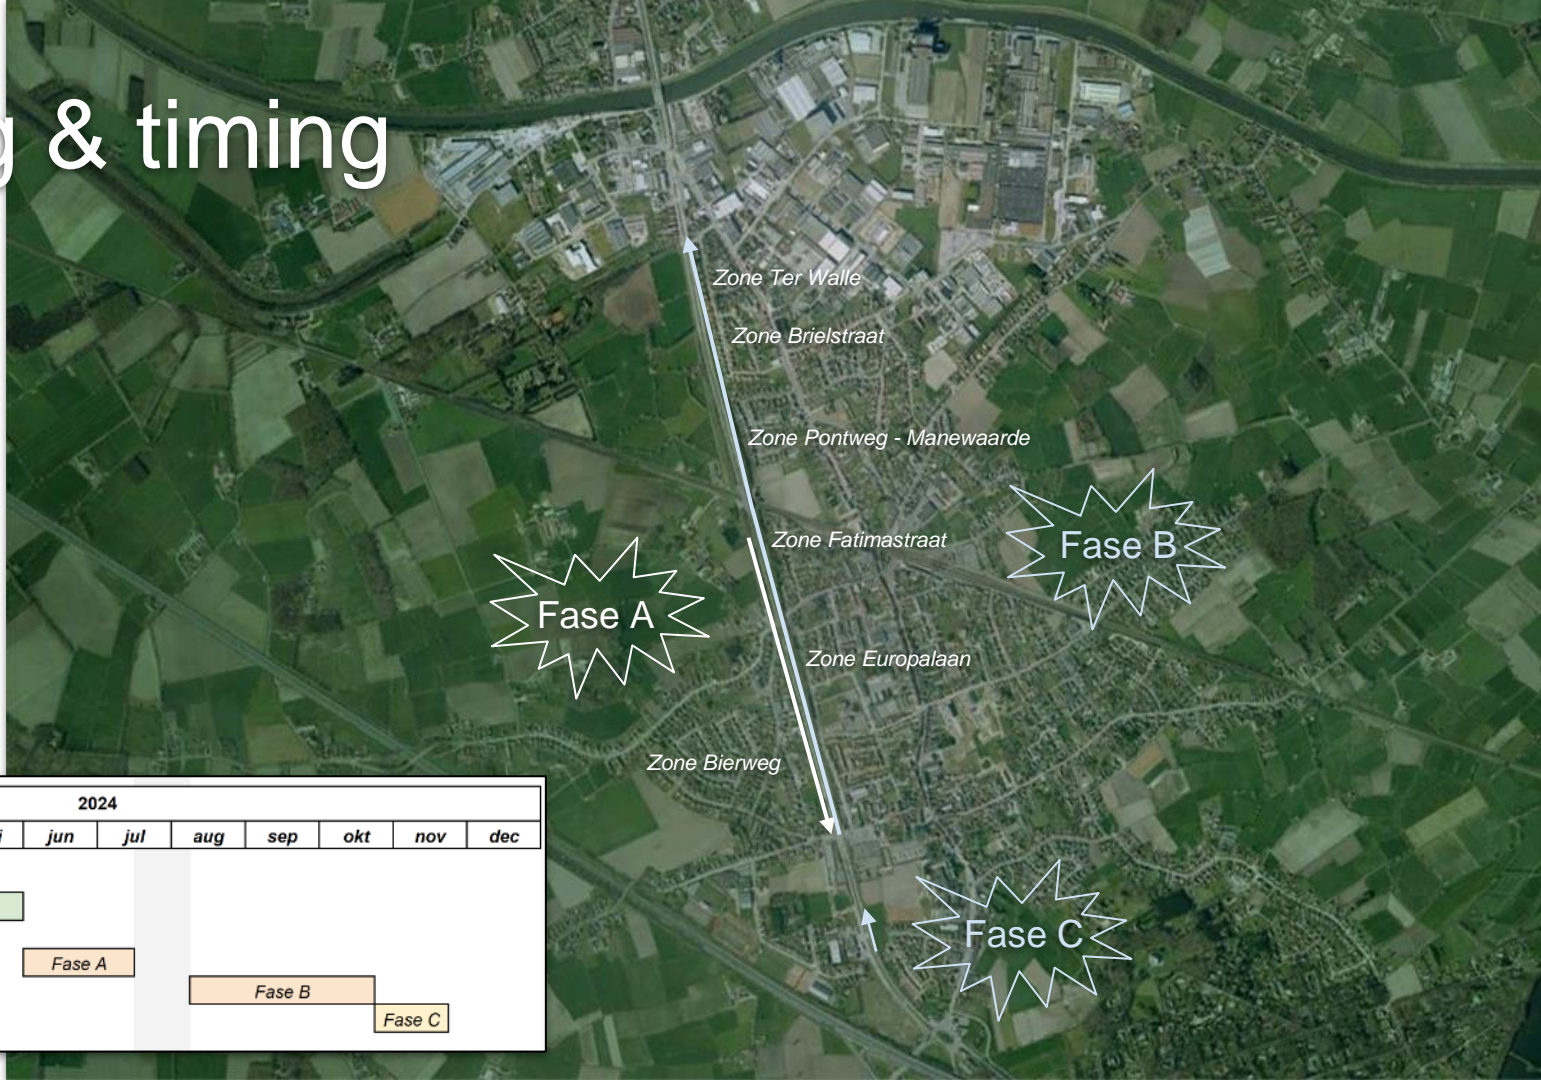 & timing
Zone Ter Walle
Zone Brielstraat
Zone Pontweg - Manewaarde
Zone Fatimastraat
Fase B
Fase A
Zone Europalaan
Zone Bierweg
2024
jun jul aug sep okt nov dec
Fase A
Fase B
Fase C
Fase C